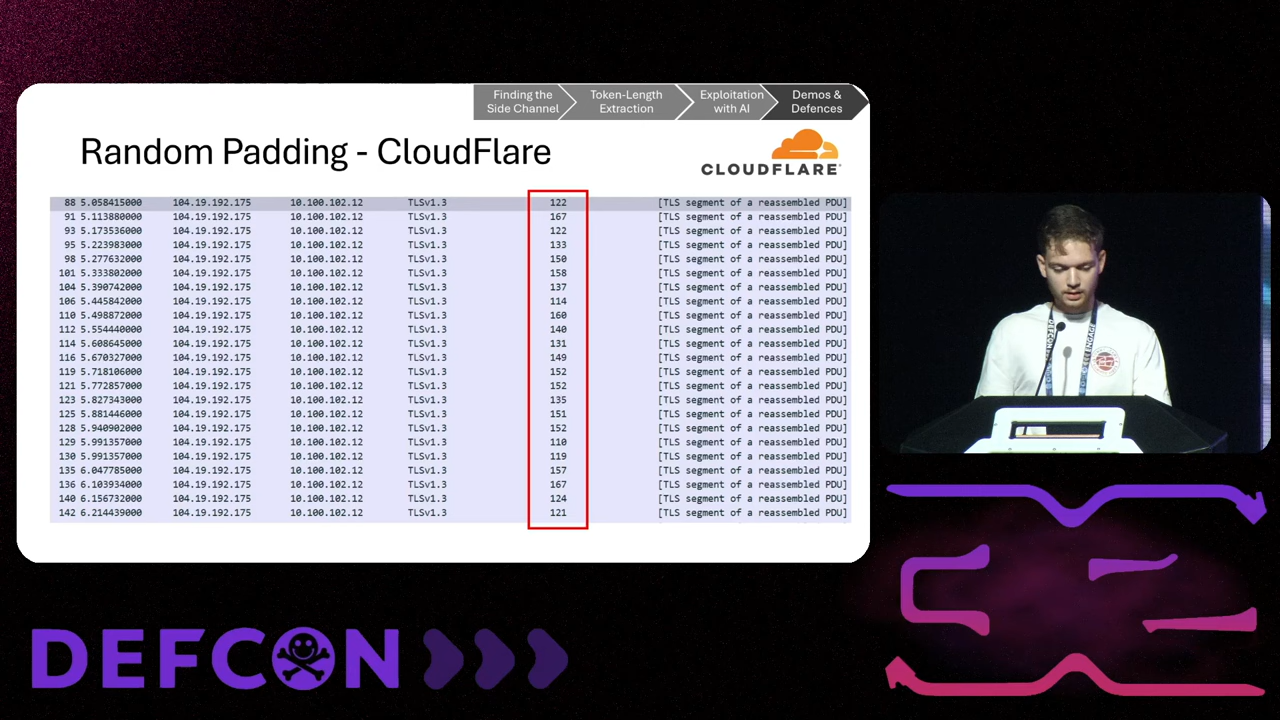 Finding the
Side Channel
Token-Length
Extraction
Exploitation
with AI
Demos &
Defences
Random Padding - CloudFlare
CLOUDFLARE
88 5.058415000 104.19.192.175 10.100.102.12 TLSv1.3 122 [TLS segment of a reassembled PDU]
91 5.113880000 104.19.192.175 10.100.102.12 TLSv1.3 167 [TLS segment of a reassembled PDU]
93 5.173536000 104.19.192.175 10.100.102.12 TLSv1.3 122 [TLS segment of a reassembled PDU]
95 5.223983000 104.19.192.175 10.100.102.12 TLSv1.3 133 [TLS segment of a reassembled PDU]
98 5.277632000 104.19.192.175 10.100.102.12 TLSv1.3 150 [TLS segment of a reassembled PDU]
101 5.333802000 104.19.192.175 10.100.102.12 TLSv1.3 158 [TLS segment of a reassembled PDU]
104 5.390742000 104.19.192.175 10.100.102.12 TLSv1.3 137 [TLS segment of a reassembled PDU]
106 5.445842000 104.19.192.175 10.100.102.12 TLSv1.3 114 [TLS segment of a reassembled PDU]
110 5.498872000 104.19.192.175 10.100.102.12 TLSv1.3 160 [TLS segment of a reassembled PDU]
112 5.554440000 104.19.192.175 10.100.102.12 TLSv1.3 140 [TLS segment of a reassembled PDU]
114 5.608645000 104.19.192.175 10.100.102.12 TLSv1.3 131 [TLS segment of a reassembled PDU]
116 5.670327000 104.19.192.175 10.100.102.12 TLSv1.3 149 [TLS segment of a reassembled PDU]
119 5.718106000 104.19.192.175 10.100.102.12 TLSv1.3 152 [TLS segment of a reassembled PDU]
121 5.772857000 104.19.192.175 10.100.102.12 TLSv1.3 152 [TLS segment of a reassembled PDU]
123 5.827343000 104.19.192.175 10.100.102.12 TLSv1.3 135 [TLS segment of a reassembled PDU]
125 5.881446000 104.19.192.175 10.100.102.12 TLSv1.3 151 [TLS segment of a reassembled PDU]
128 5.940902000 104.19.192.175 10.100.102.12 TLSv1.3 152 [TLS segment of a reassembled PDU]
129 5.991357000 104.19.192.175 10.100.102.12 TLSv1.3 110 [TLS segment of a reassembled PDU]
130 5.991357000 104.19.192.175 10.100.102.12 TLSv1.3 119 [TLS segment of a reassembled PDU]
135 6.047785000 104.19.192.175 10.100.102.12 TLSv1.3 157 [TLS segment of a reassembled PDU]
136 6.103934000 104.19.192.175 10.100.102.12 TLSv1.3 167 [TLS segment of a reassembled PDU]
140 6.156732000 104.19.192.175 10.100.102.12 TLSv1.3 124 [TLS segment of a reassembled PDU]
142 6.214439000 104.19.192.175 10.100.102.12 TLSv1.3 121 [TLS segment of a reassembled PDU]
DEFCON